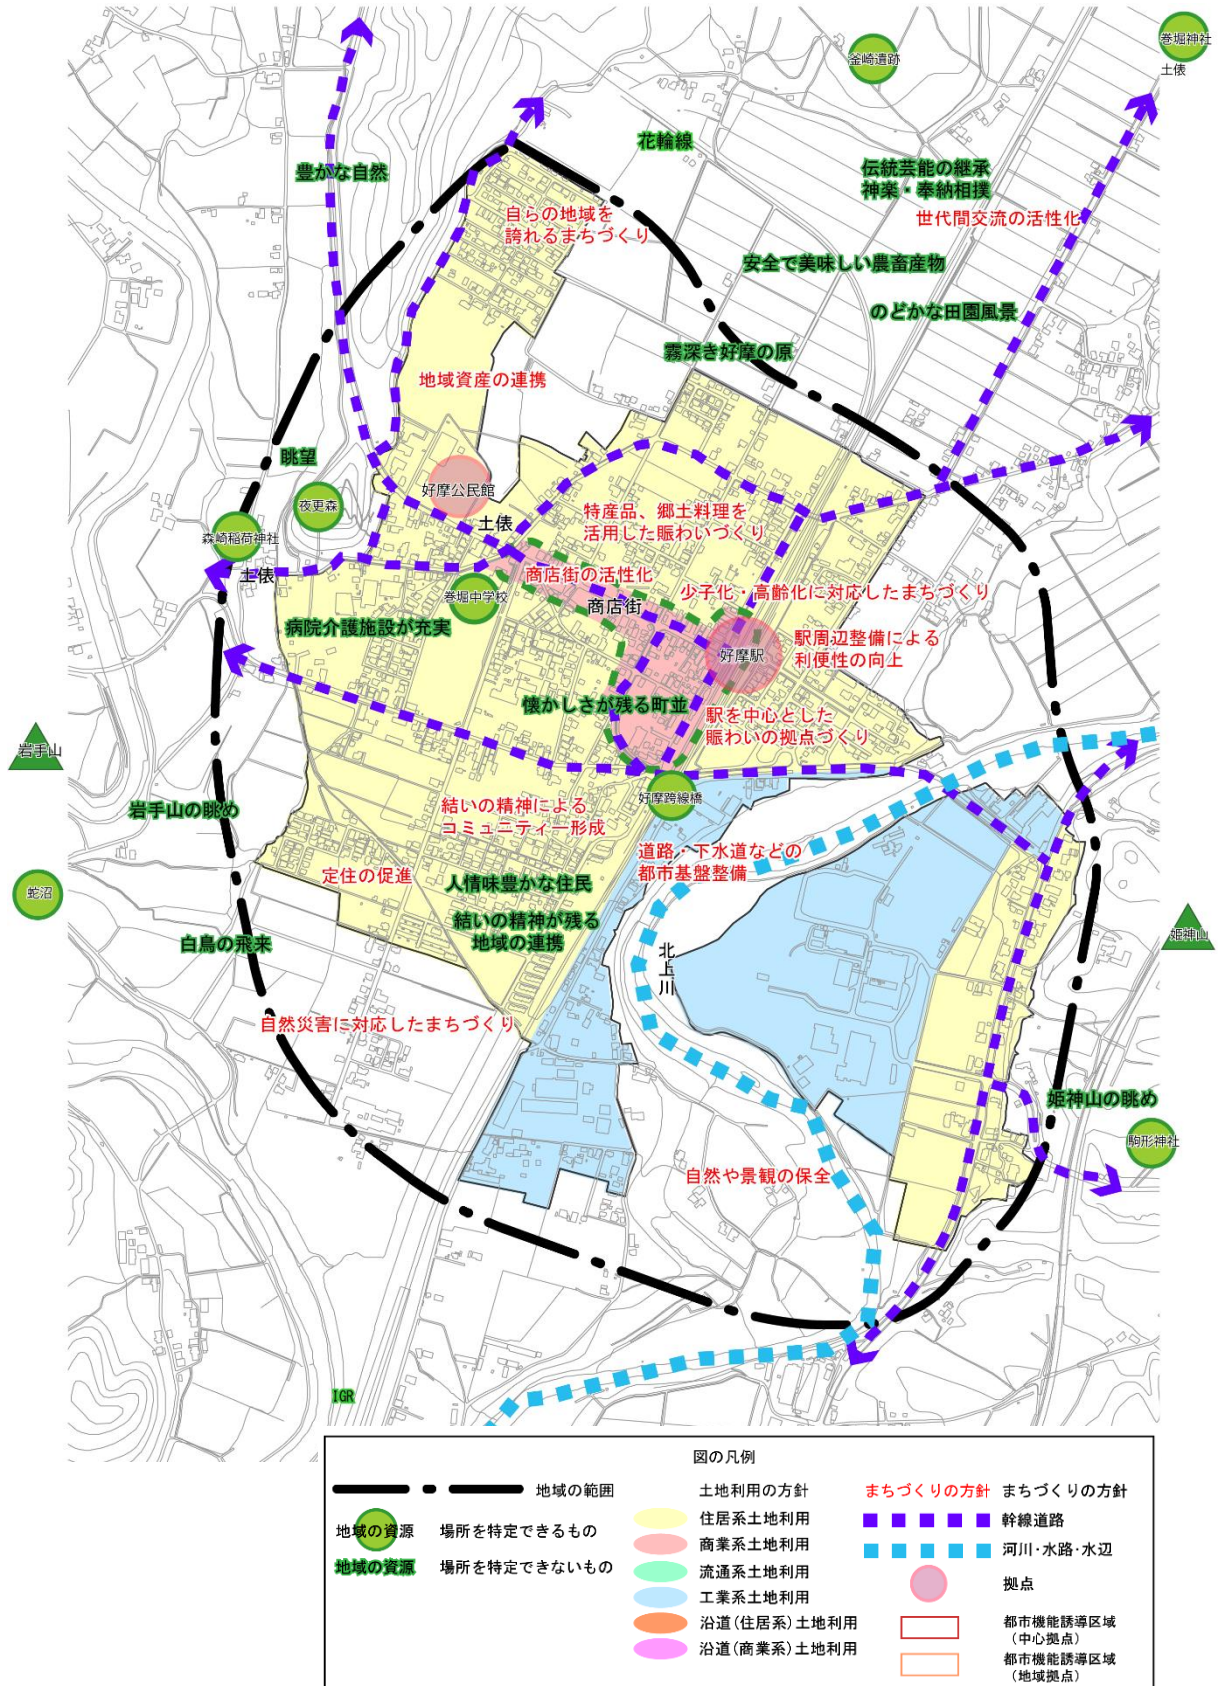 巻堀神社
土俵
釜崎遺跡
花輪線
豊かな自然
伝統芸能の継承
神楽・奉納相撲
自らの地域を
誇れるまちづくり
世代間交流の活性化
安全で美味しい農畜産物
のどかな田園風景
霧深き好摩の原
地域資産の連携
眺望
好摩公民館
夜更森
特産品、郷土料理を
活用した賑わいづくり
土俵
森崎稲荷神社
土俵
商店街の活性化
巻堀中学校
商店街
少子化・高齢化に対応したまちづくり
病院介護施設が充実
駅周辺整備による
利便性の向上
好摩駅
懐かしさが残る町並
駅を中心とした
賑わいの拠点づくり
岩手山
好摩跨線橋
岩手山の眺め
結いの精神による
コミュニティー形成
道路・下水道などの
都市基盤整備
定住の促進
人情味豊かな住民
蛇沼
結いの精神が残る
地域の連携
白鳥の飛来
姫神山
北上川
自然災害に対応したまちづくり
姫神山の眺め
駒形神社
自然や景観の保全
IGR
図の凡例
地域の範囲
地域の資源 場所を特定できるもの
地域の資源 場所を特定できないもの
土地利用の方針
住居系土地利用
商業系土地利用
流通系土地利用
工業系土地利用
沿道(住居系)土地利用
沿道(商業系)土地利用
まちづくりの方針 まちづくりの方針
幹線道路
河川・水路・水辺
拠点
都市機能誘導区域
(中心拠点)
都市機能誘導区域
(地域拠点)